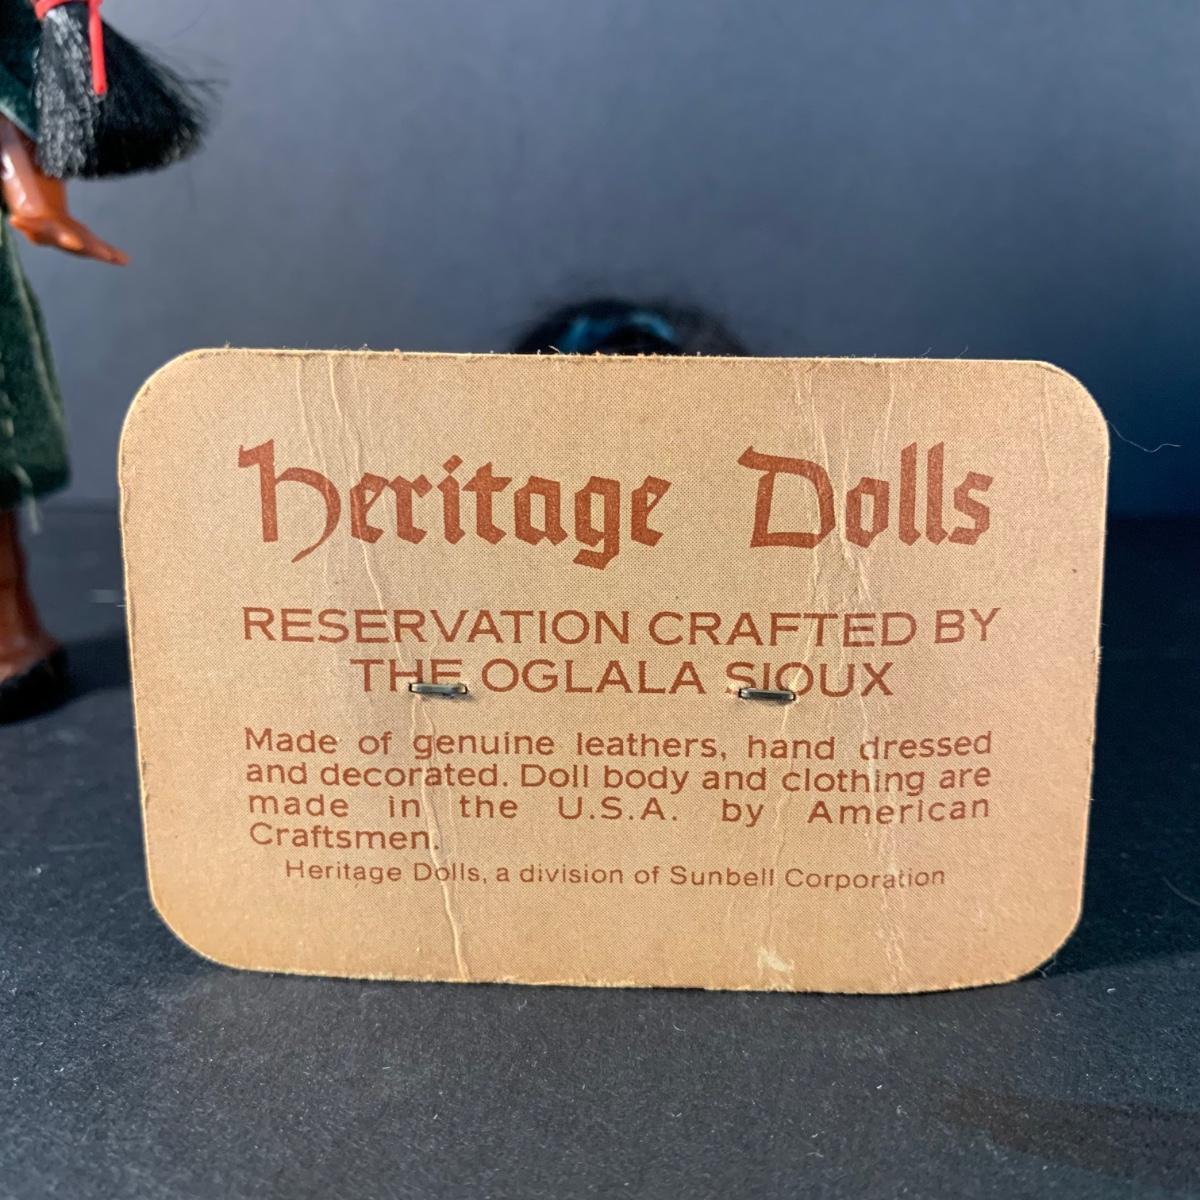 Heritage Dolls
RESERVATION CRAFTED BY
THE OGLALA SIOUX
Made of genuine leathers, hand dressed
and decorated. Doll body and clothing are
made in the U.S.A. by American
Craftsmen.
Heritage Dolls, a division of Sunbell Corporation